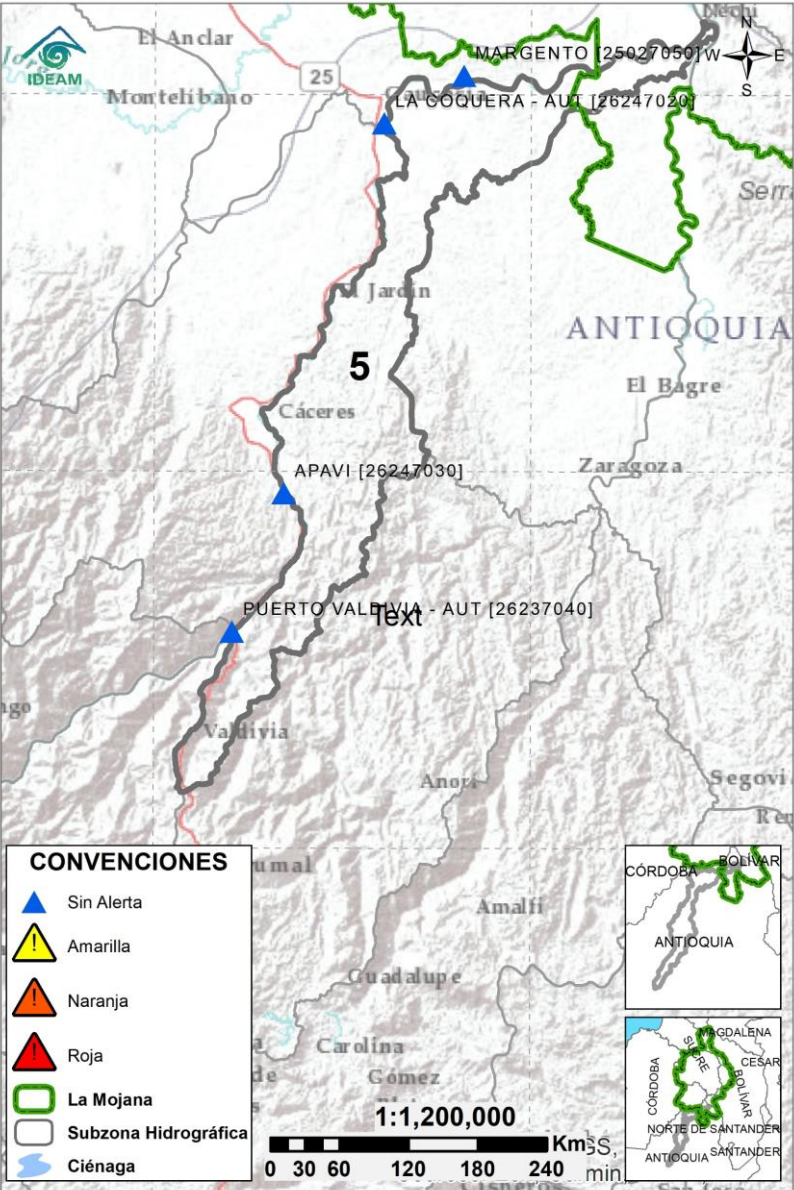 Nechí
N
IDEAM
El Anclar
MARGENTO [25027050]
W
E
S
25
Montelíbano
Caucasia
LA COQUERA - AUT [26247020]
El Jardín
ANTIOQUIA
5
El Bagre
Cáceres
Zaragoza
APAVI [26247030]
PUERTO VALDIVIA - AUT [26237040]
Text
Valdivia
Anorí
Amalfi
Guadalupe
Carolina
Gómez
CONVENCIONES
Sin Alerta
Amarilla
Naranja
Roja
La Mojana
Subzona Hidrográfica
Ciénaga
1:1,200,000
Km
0 30 60 120 180 240
Cisneros
CÓRDOBA
BOLÍVAR
ANTIOQUIA
MAGDALENA
SUCRE
CESAR
CÓRDOBA
BOLÍVAR
NORTE DE SANTANDER
ANTIOQUIA
SANTANDER